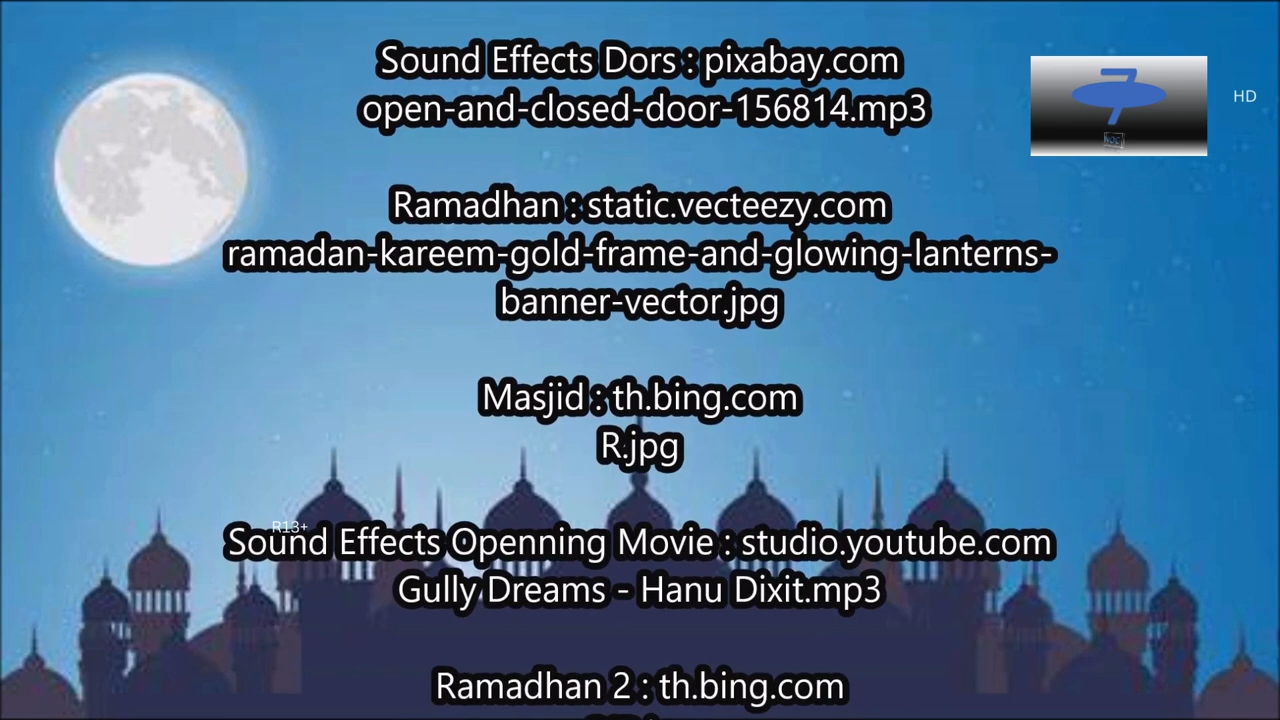 Sound Effects Dors : pixabay.com
open-and-closed-door-156814.mp3
7
HD
Ramadhan : static.vecteezy.com
ramadan-kareem-gold-frame-and-glowing-lanterns-
banner-vector.jpg
Masjid : th.bing.com
R.jpg
R13+
Sound Effects Openning Movie : studio.youtube.com
Gully Dreams - Hanu Dixit.mp3
Ramadhan 2 : th.bing.com